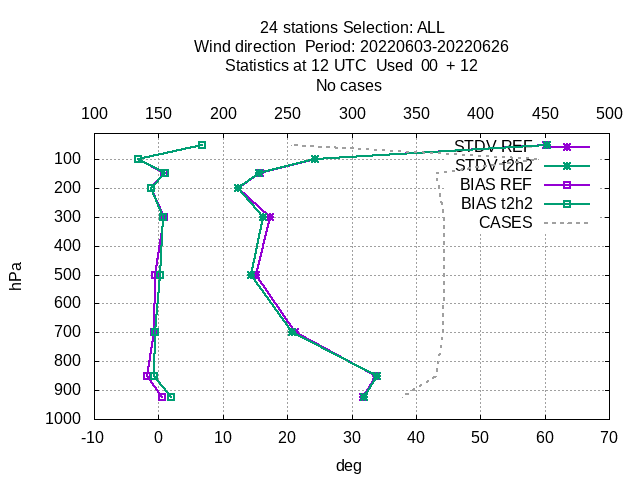 24 stations Selection: ALL
Wind direction  Period: 20220603-20220626
Statistics at 12 UTC  Used  00  + 12
No cases
100 150 200 250 300 350 400 450 500
STDV REF
STDV t2h2
BIAS REF
BIAS t2h2
CASES
100
200
300
400
500
600
700
800
900
1000
hPa
-10 0 10 20 30 40 50 60 70
deg